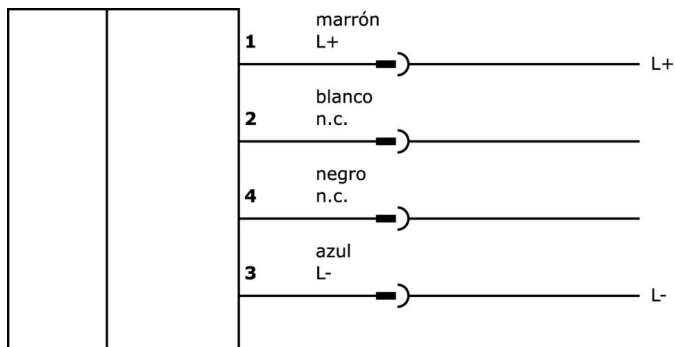 marrón
1 L+
L+
blanco
2 n.c.
negro
4 n.c.
azul
3 L-
L-